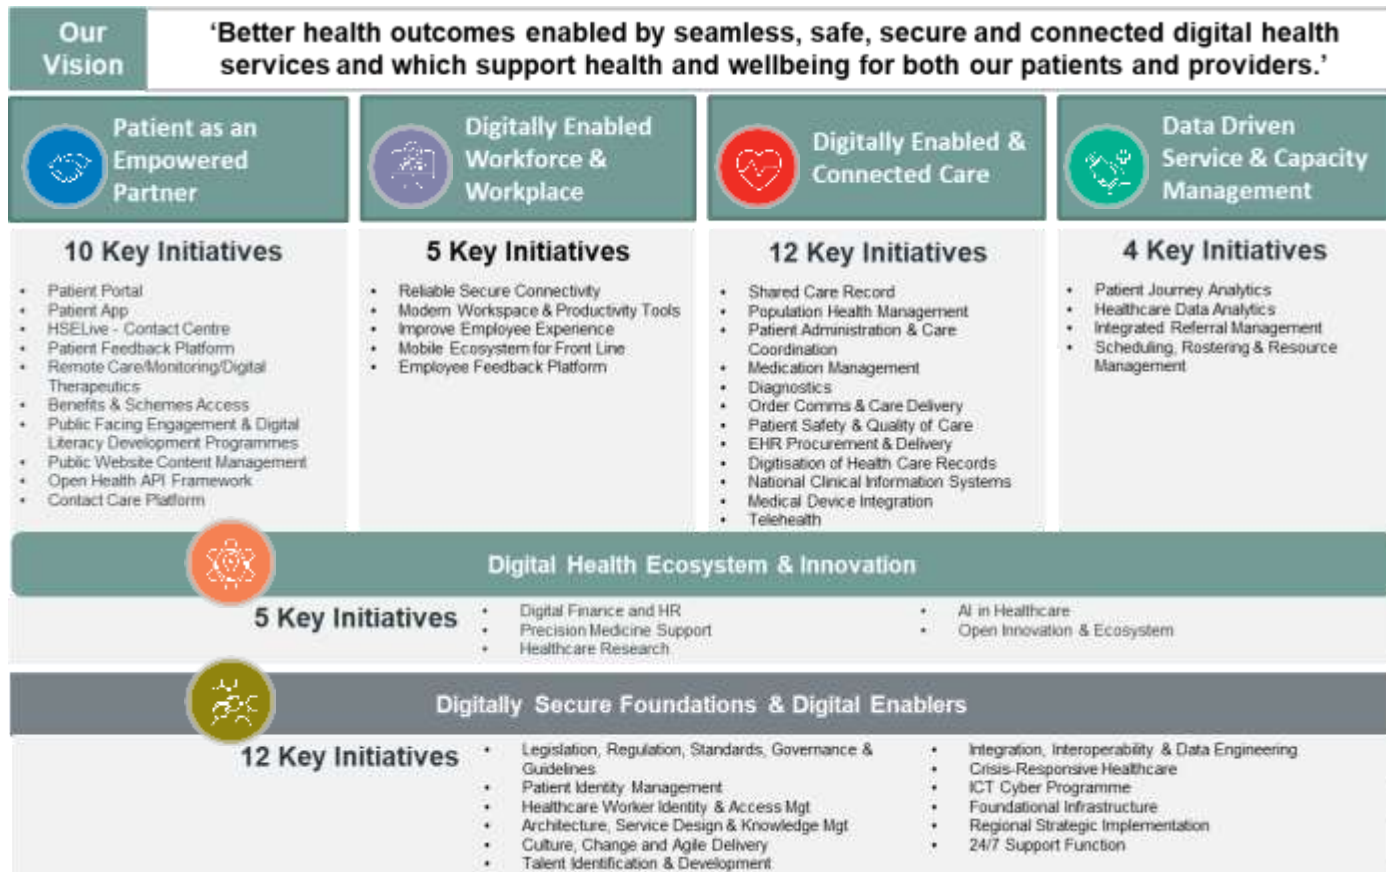 Our
Vision
‘Better health outcomes enabled by seamless, safe, secure and connected digital health
services and which support health and wellbeing for both our patients and providers.’
Patient as an
Empowered
Partner
Digitally Enabled
Workforce &
Workplace
Digitally Enabled &
Connected Care
Data Driven
Service & Capacity
Management
10 Key Initiatives
• Patient Portal
• Patient App
• HSELive - Contact Centre
• Patient Feedback Platform
• Remote Care/Monitoring/Digital
Therapeutics
• Benefits & Schemes Access
• Public Facing Engagement & Digital
Literacy Development Programmes
• Public Website Content Management
• Open Health API Framework
• Contact Care Platform
5 Key Initiatives
• Reliable Secure Connectivity
• Modern Workspace & Productivity Tools
• Improve Employee Experience
• Mobile Ecosystem for Front Line
• Employee Feedback Platform
12 Key Initiatives
• Shared Care Record
• Population Health Management
• Patient Administration & Care
Coordination
• Medication Management
• Diagnostics
• Order Comms & Care Delivery
• Patient Safety & Quality of Care
• EHR Procurement & Delivery
• Digitisation of Health Care Records
• National Clinical Information Systems
• Medical Device Integration
• Telehealth
4 Key Initiatives
• Patient Journey Analytics
• Healthcare Data Analytics
• Integrated Referral Management
• Scheduling, Rostering & Resource
Management
Digital Health Ecosystem & Innovation
5 Key Initiatives
• Digital Finance and HR
• Precision Medicine Support
• Healthcare Research
• AI in Healthcare
• Open Innovation & Ecosystem
Digitally Secure Foundations & Digital Enablers
12 Key Initiatives
• Legislation, Regulation, Standards, Governance &
Guidelines
• Patient Identity Management
• Healthcare Worker Identity & Access Mgt
• Architecture, Service Design & Knowledge Mgt
• Culture, Change and Agile Delivery
• Talent Identification & Development
• Integration, Interoperability & Data Engineering
• Crisis-Responsive Healthcare
• ICT Cyber Programme
• Foundational Infrastructure
• Regional Strategic Implementation
• 24/7 Support Function